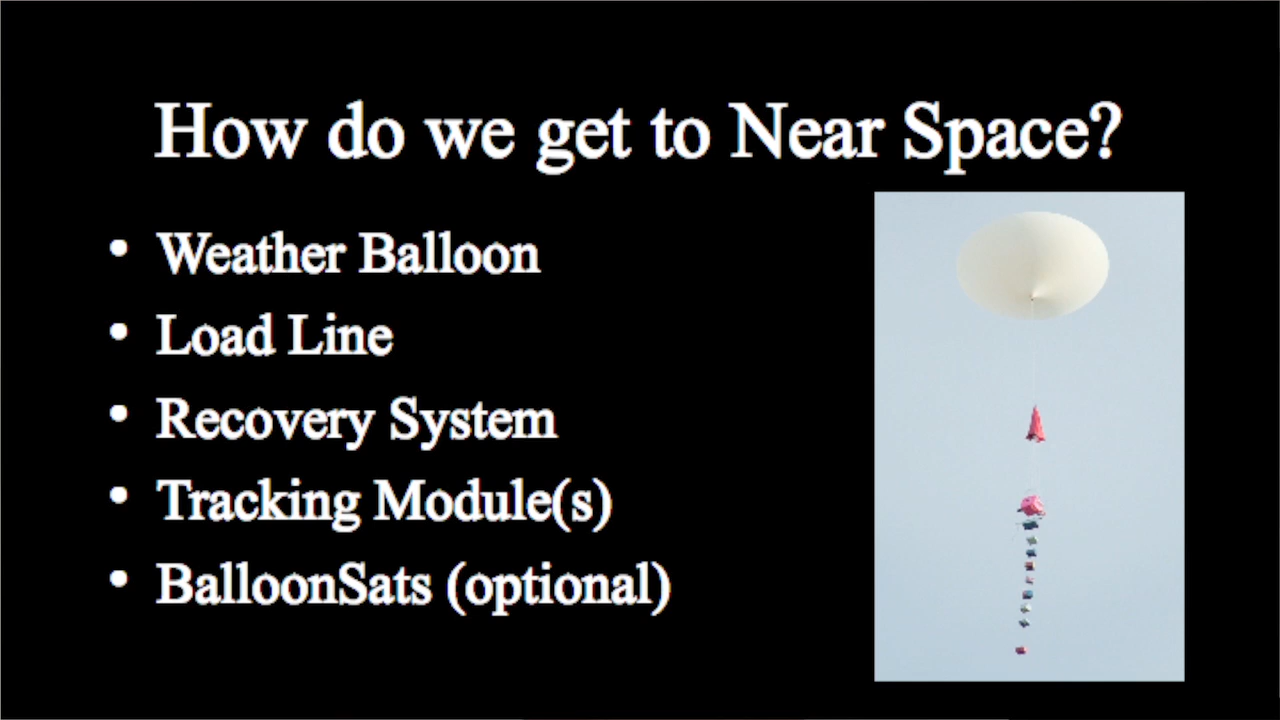 How do we get to Near Space?
• Weather Balloon
• Load Line
• Recovery System
• Tracking Module(s)
• BalloonSats (optional)